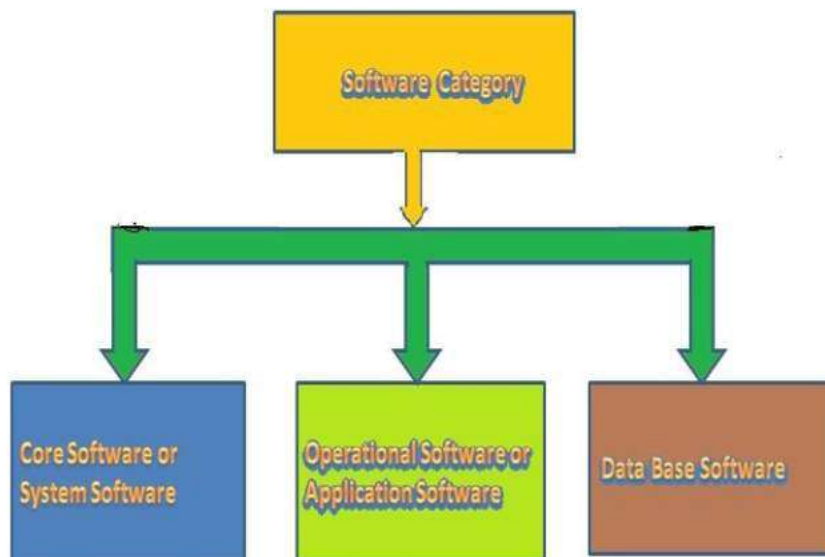 Software Category
Core Software or
System Software
Operational Software or
Application Software
Data Base Software